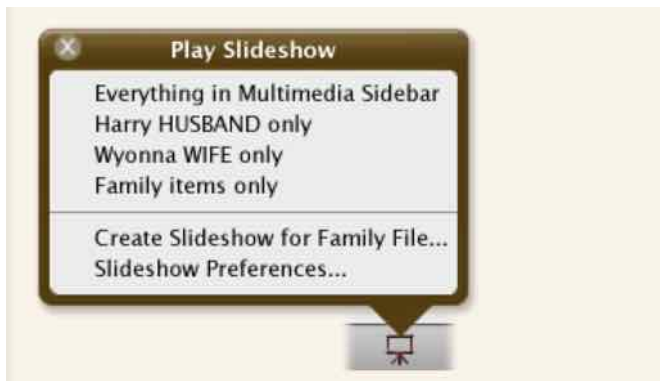 Play Slideshow
Everything in Multimedia Sidebar
Harry HUSBAND only
Wyonna WIFE only
Family items only
Create Slideshow for Family File...
Slideshow Preferences...